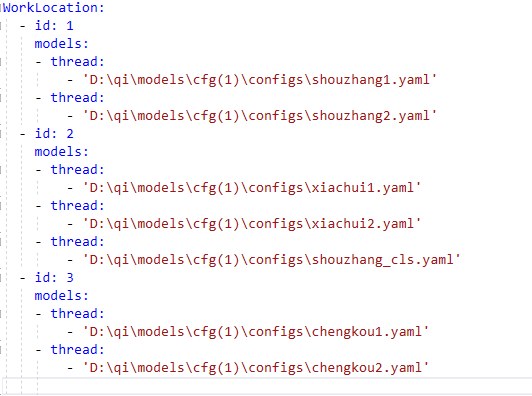 WorkLocation:
  - id: 1
    models:
    - thread:
        - 'D:\qi\models\cfg(1)\configs\shouzhang1.yaml'
    - thread:
        - 'D:\qi\models\cfg(1)\configs\shouzhang2.yaml'
  - id: 2
    models:
    - thread:
        - 'D:\qi\models\cfg(1)\configs\xiachui1.yaml'
    - thread:
        - 'D:\qi\models\cfg(1)\configs\xiachui2.yaml'
    - thread:
        - 'D:\qi\models\cfg(1)\configs\shouzhang_cls.yaml'
  - id: 3
    models:
    - thread:
        - 'D:\qi\models\cfg(1)\configs\chengkou1.yaml'
    - thread:
        - 'D:\qi\models\cfg(1)\configs\chengkou2.yaml'